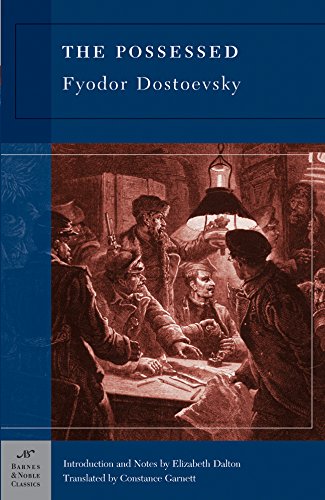 THE POSSESSED
Fyodor Dostoevsky
BARNES
& NOBLE
CLASSICS
Introduction and Notes by Elizabeth Dalton
Translated by Constance Garnett